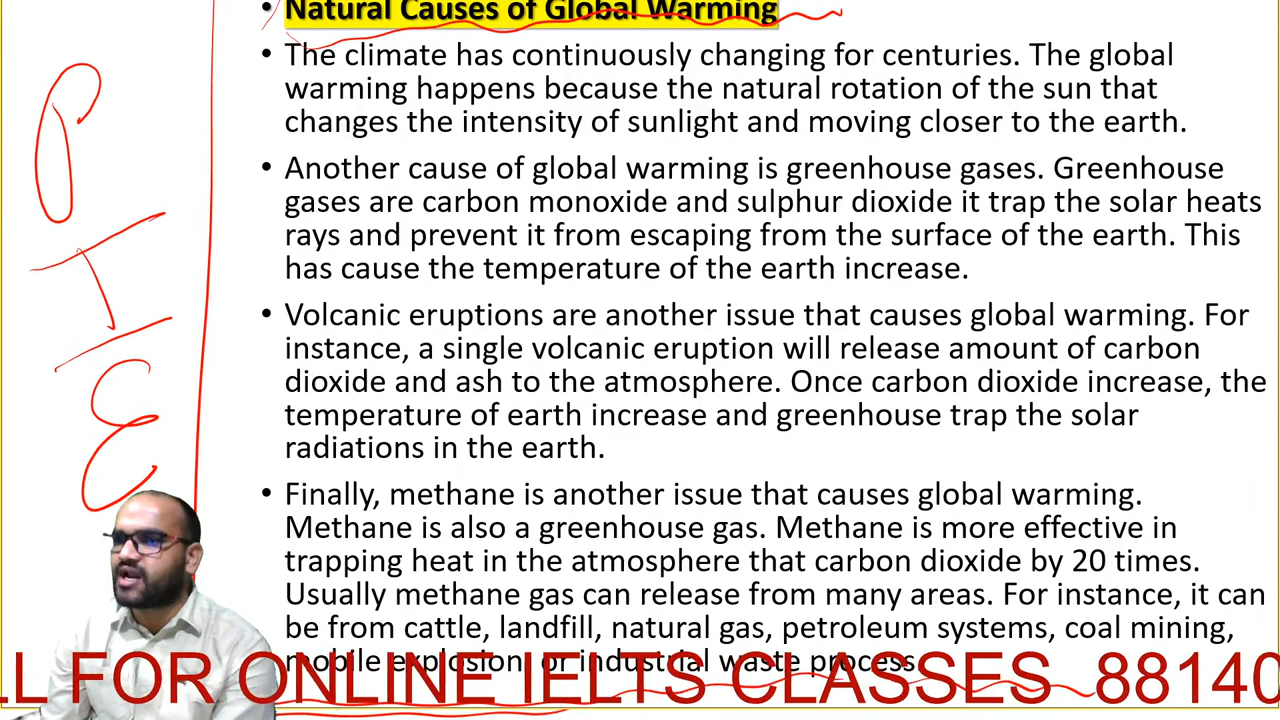 • Natural Causes of Global Warming
• The climate has continuously changing for centuries. The global
warming happens because the natural rotation of the sun that
changes the intensity of sunlight and moving closer to the earth.
• Another cause of global warming is greenhouse gases. Greenhouse
gases are carbon monoxide and sulphur dioxide it trap the solar heats
rays and prevent it from escaping from the surface of the earth. This
has cause the temperature of the earth increase.
• Volcanic eruptions are another issue that causes global warming. For
instance, a single volcanic eruption will release amount of carbon
dioxide and ash to the atmosphere. Once carbon dioxide increase, the
temperature of earth increase and greenhouse trap the solar
radiations in the earth.
• Finally, methane is another issue that causes global warming.
Methane is also a greenhouse gas. Methane is more effective in
trapping heat in the atmosphere that carbon dioxide by 20 times.
Usually methane gas can release from many areas. For instance, it can
be from cattle, landfill, natural gas, petroleum systems, coal mining,
mobile explosion, or industrial waste process.
LL FOR ONLINE IELTS CLASSES 88140
P
I
E